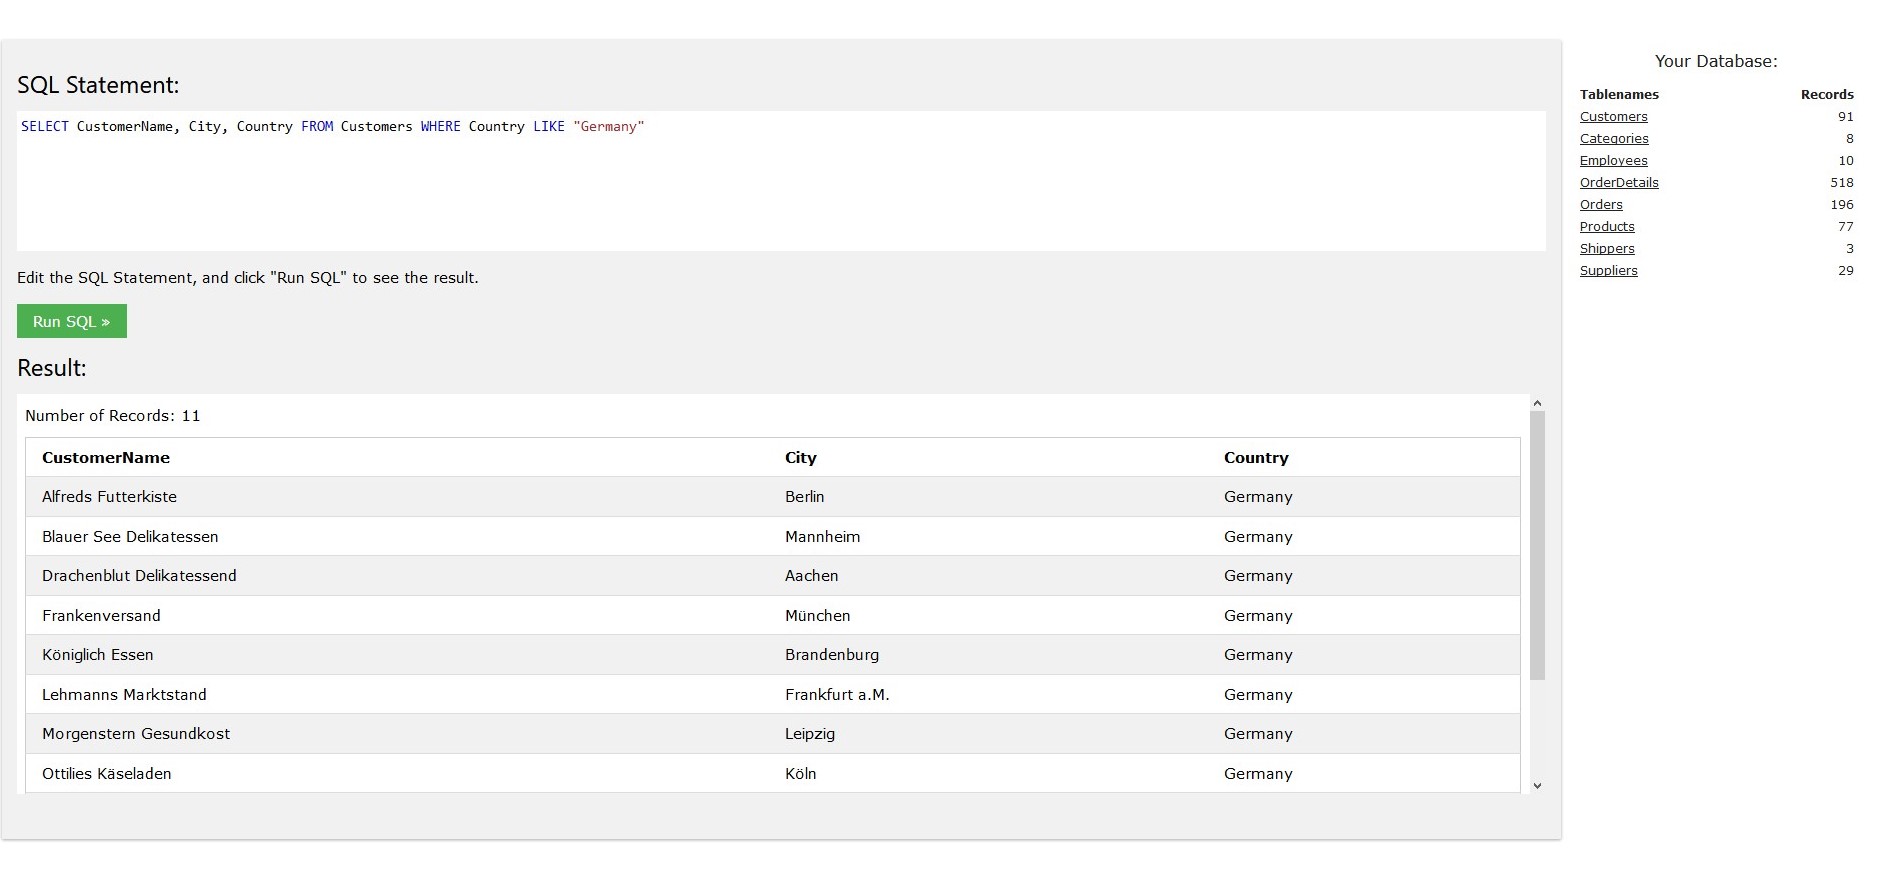 SQL Statement:
SELECT CustomerName, City, Country FROM Customers WHERE Country LIKE "Germany"
Edit the SQL Statement, and click "Run SQL" to see the result.
Run SQL »
Result:
Number of Records: 11
CustomerName City Country
Alfreds Futterkiste Berlin Germany
Blauer See Delikatessen Mannheim Germany
Drachenblut Delikatessend Aachen Germany
Frankenversand München Germany
Königlich Essen Brandenburg Germany
Lehmanns Marktstand Frankfurt a.M. Germany
Morgenstern Gesundkost Leipzig Germany
Ottilies Käseladen Köln Germany
Your Database:
Tablenames Records
Customers 91
Categories 8
Employees 10
OrderDetails 518
Orders 196
Products 77
Shippers 3
Suppliers 29